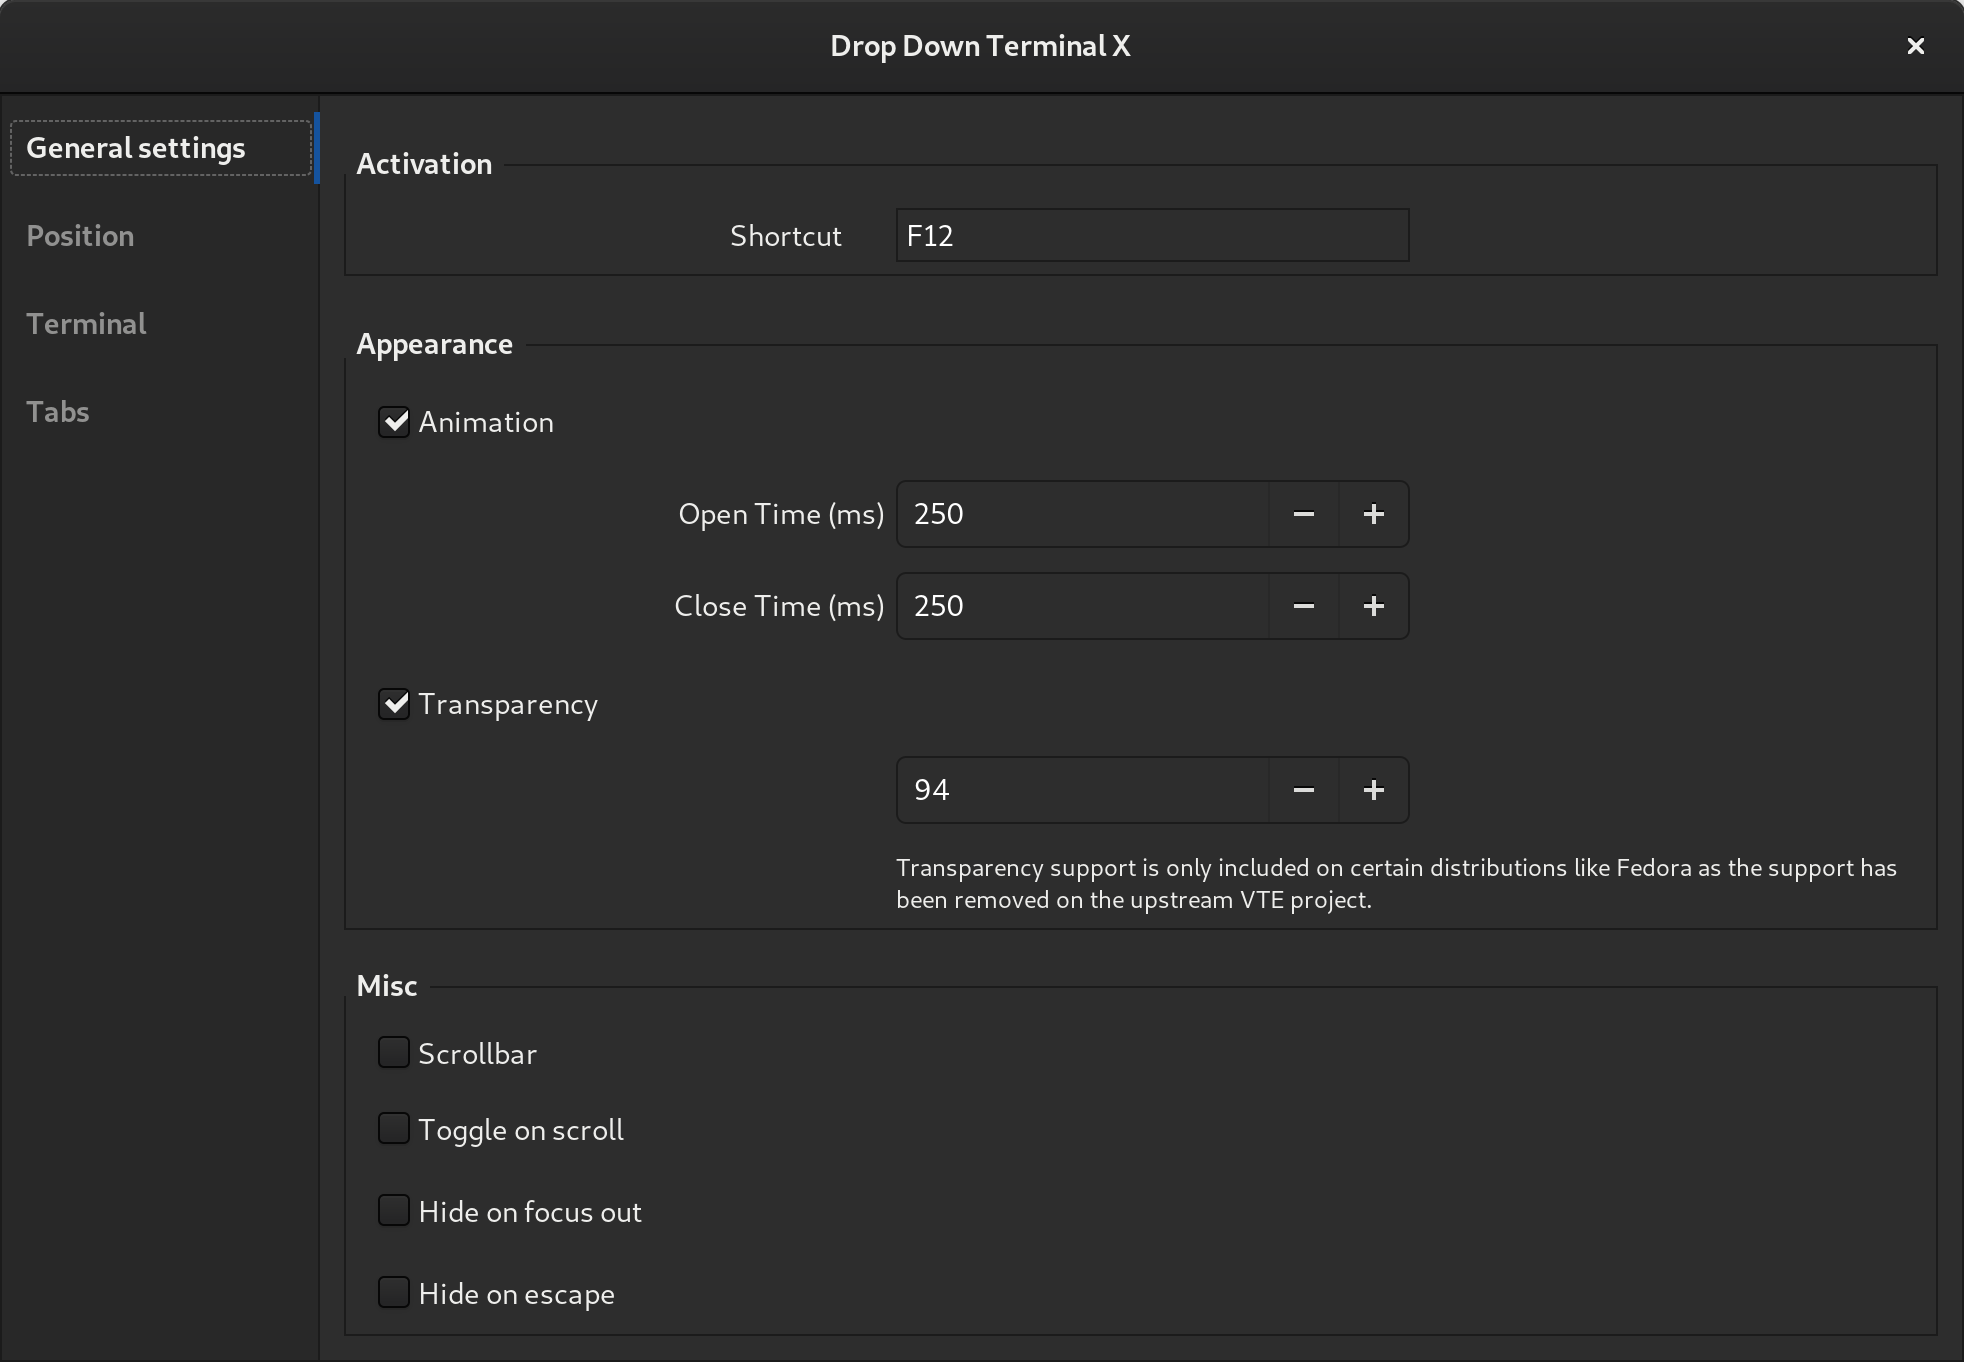 Drop Down Terminal X
General settings
Position
Terminal
Tabs
Activation
Shortcut F12
Appearance
Animation
Open Time (ms) 250
Close Time (ms) 250
Transparency
94
Transparency support is only included on certain distributions like Fedora as the support has
been removed on the upstream VTE project.
Misc
Scrollbar
Toggle on scroll
Hide on focus out
Hide on escape